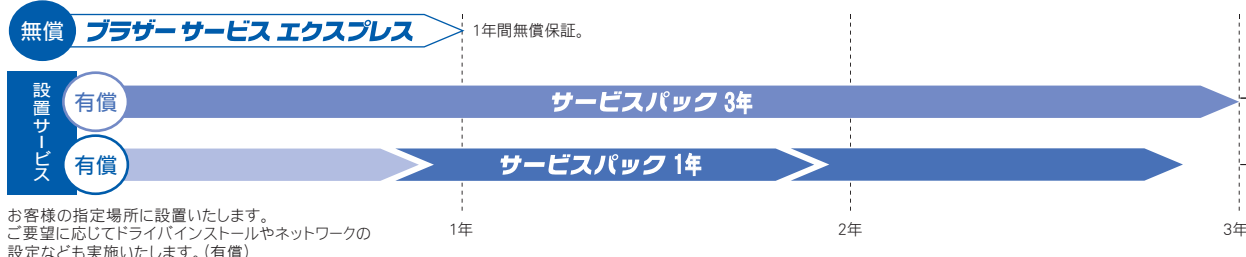 無償 ブラザー サービス エクスプレス 1年間無償保証。
設置サービス
有償 サービスパック 3年
有償 サービスパック 1年
お客様の指定場所に設置いたします。
ご要望に応じてドライバインストールやネットワークの
設定なども実施いたします。(有償)
1年 2年 3年